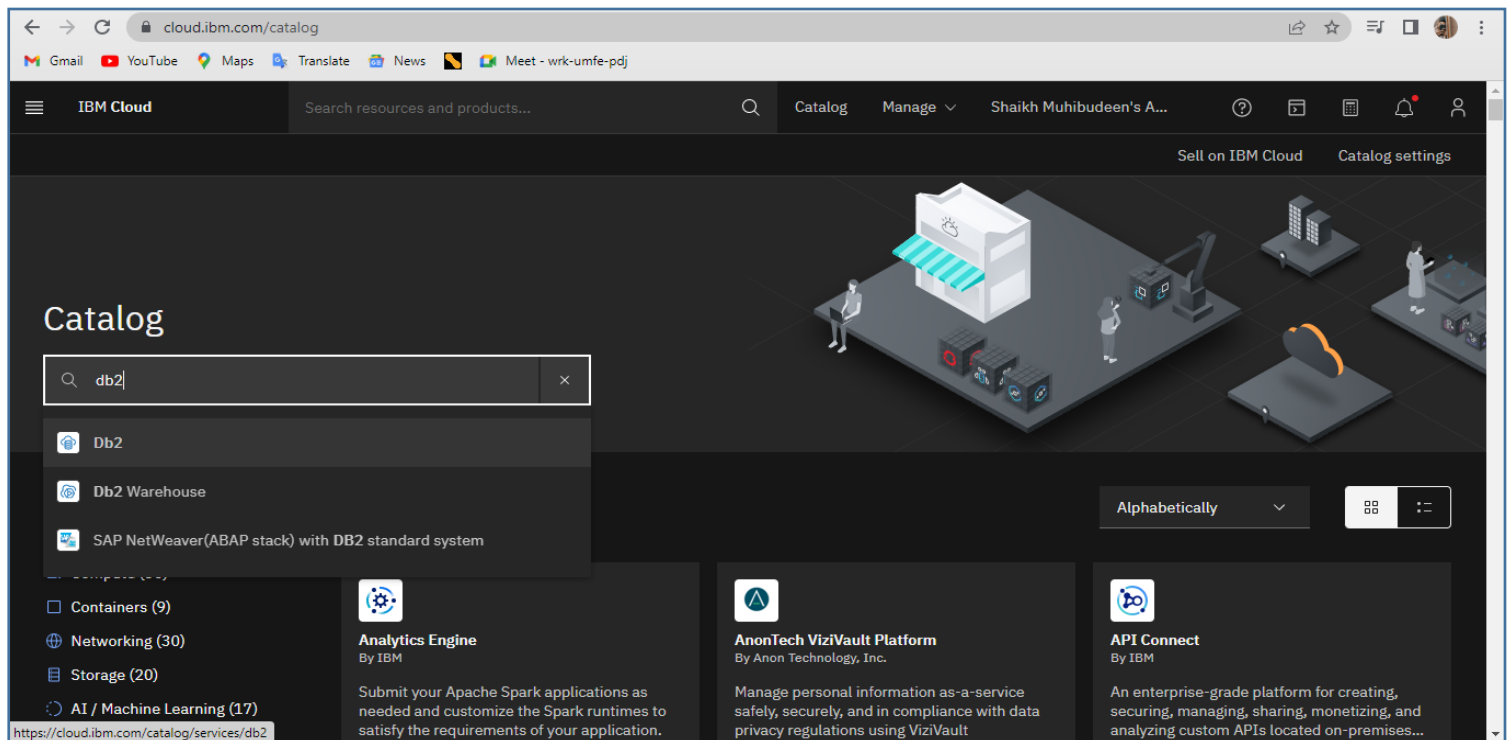 cloud.ibm.com/catalog
Gmail YouTube Maps Translate News Meet - wrk-umfe-pdj
IBM Cloud Search resources and products... Catalog Manage Shaikh Muhibudeen's A...
Sell on IBM Cloud Catalog settings
Catalog
db2
Db2
Db2 Warehouse
Alphabetically
SAP NetWeaver(ABAP stack) with DB2 standard system
Containers (9)
Networking (30)
Storage (20)
AI / Machine Learning (17)
Analytics Engine
By IBM
Submit your Apache Spark applications as
needed and customize the Spark runtimes to
satisfy the requirements of your application.
AnonTech ViziVault Platform
By Anon Technology, Inc.
Manage personal information as-a-service
safely, securely, and in compliance with data
privacy regulations using ViziVault
API Connect
By IBM
An enterprise-grade platform for creating,
securing, managing, sharing, monetizing, and
analyzing custom APIs located on-premises...
https://cloud.ibm.com/catalog/services/db2